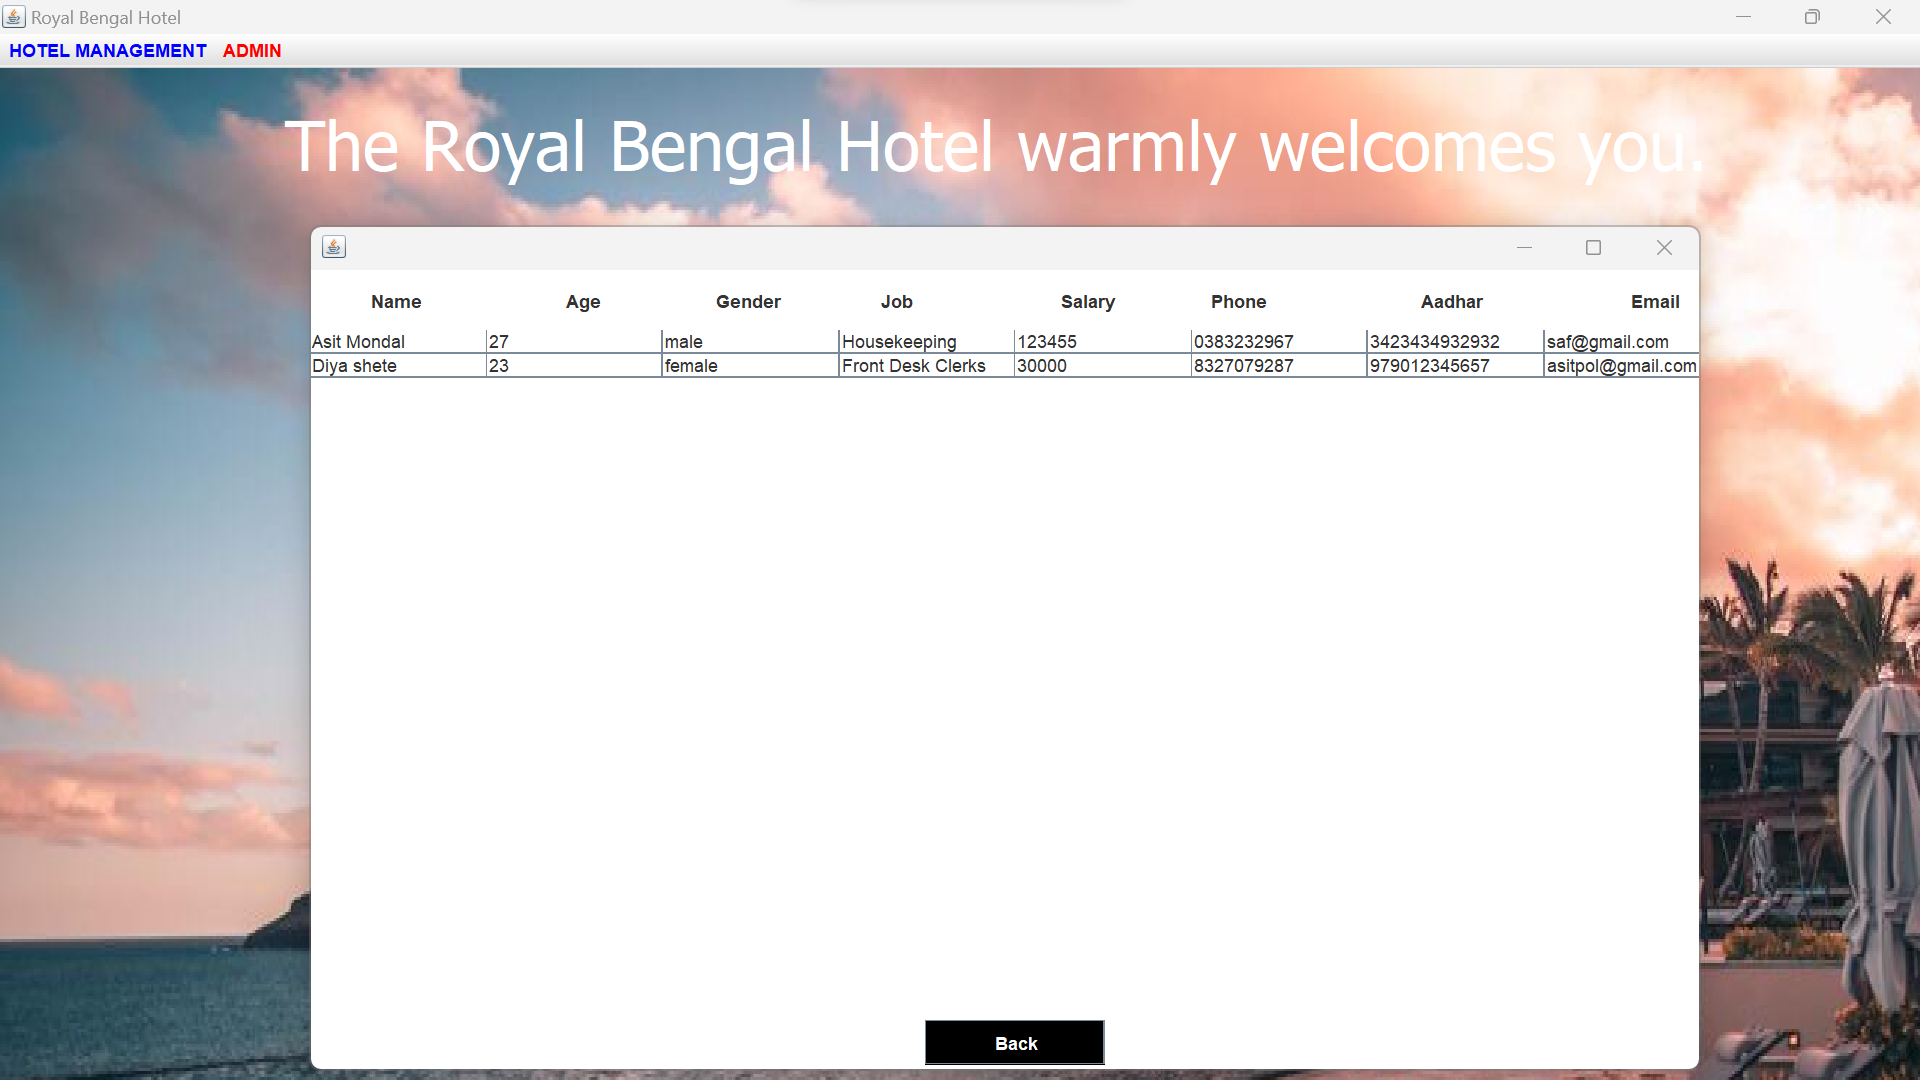 Royal Bengal Hotel
HOTEL MANAGEMENT ADMIN
The Royal Bengal Hotel warmly welcomes you.
Name Age Gender Job Salary Phone Aadhar Email
Asit Mondal 27 male Housekeeping 123455 0383232967 3423434932932 saf@gmail.com
Diya shete 23 female Front Desk Clerks 30000 8327079287 979012345657 asitpol@gmail.com
Back